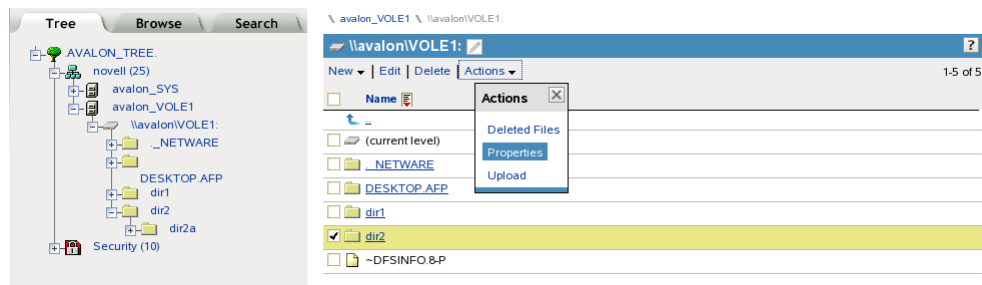 Tree Browse Search
.AVALON_TREE.
novell (25)
avalon_SYS
avalon_VOLE1
\\avalon\VOLE1:
._NETWARE
DESKTOP.AFP
dir1
dir2
dir2a
Security (10)
\ avalon_VOLE1 \ \\avalon\VOLE1:
\\avalon\VOLE1: ?
New Edit Delete Actions 1-5 of 5
Name
..
(current level)
._NETWARE
DESKTOP.AFP
dir1
dir2
~DFSINFO.8-P
Actions
Deleted Files
Properties
Upload